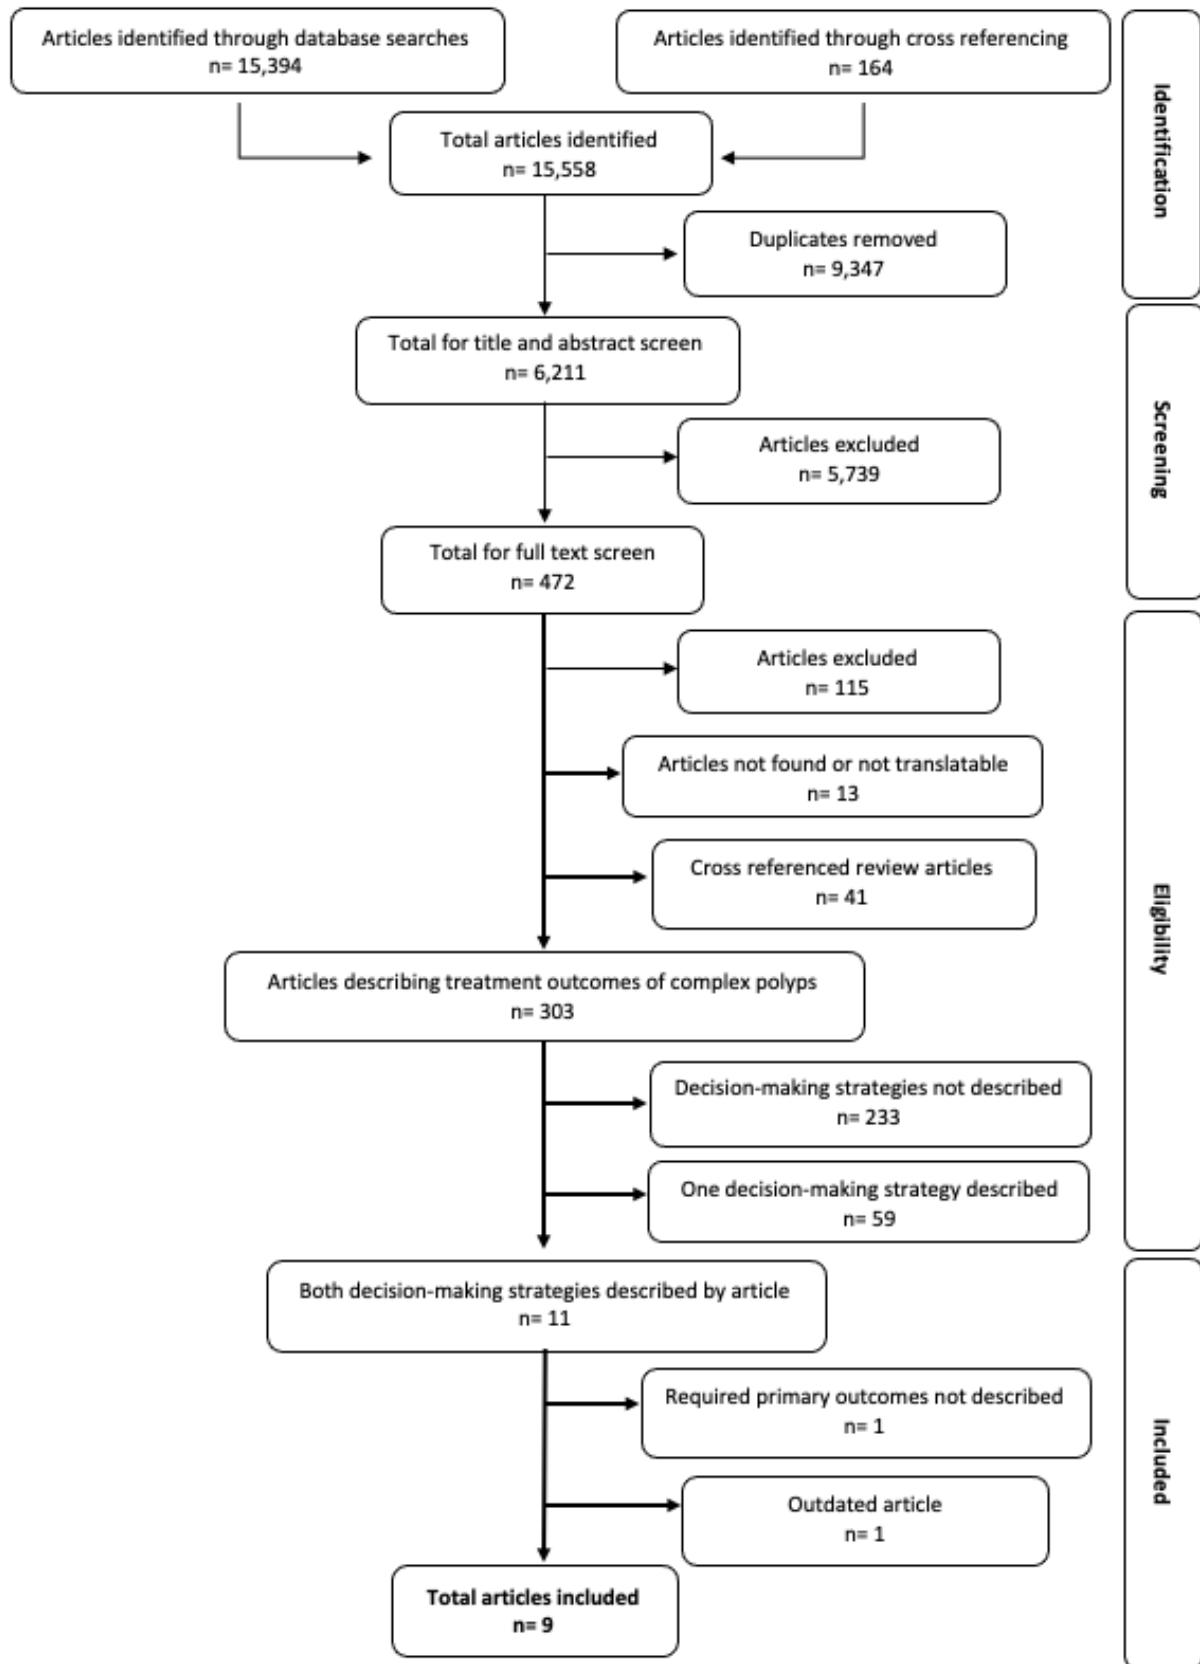 Articles identified through database searches
n= 15,394
Articles identified through cross referencing
n= 164
Total articles identified
n= 15,558
Duplicates removed
n= 9,347
Identification
Total for title and abstract screen
n= 6,211
Articles excluded
n= 5,739
Total for full text screen
n= 472
Screening
Articles excluded
n= 115
Articles not found or not translatable
n= 13
Cross referenced review articles
n= 41
Articles describing treatment outcomes of complex polyps
n= 303
Decision-making strategies not described
n= 233
One decision-making strategy described
n= 59
Eligibility
Both decision-making strategies described by article
n= 11
Required primary outcomes not described
n= 1
Outdated article
n= 1
Total articles included
n= 9
Included